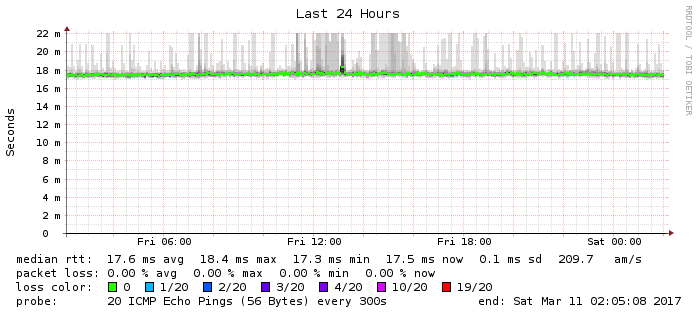 Last 24 Hours
RRDTOOL / TOBI OETIKER
Seconds
22 m
20 m
18 m
16 m
14 m
12 m
10 m
8 m
6 m
4 m
2 m
0
Fri 06:00 Fri 12:00 Fri 18:00 Sat 00:00
median rtt: 17.6 ms avg 18.4 ms max 17.3 ms min 17.5 ms now 0.1 ms sd 209.7 am/s
packet loss: 0.00 % avg 0.00 % max 0.00 % min 0.00 % now
loss color: 0 1/20 2/20 3/20 4/20 10/20 19/20
probe: 20 ICMP Echo Pings (56 Bytes) every 300s end: Sat Mar 11 02:05:08 2017